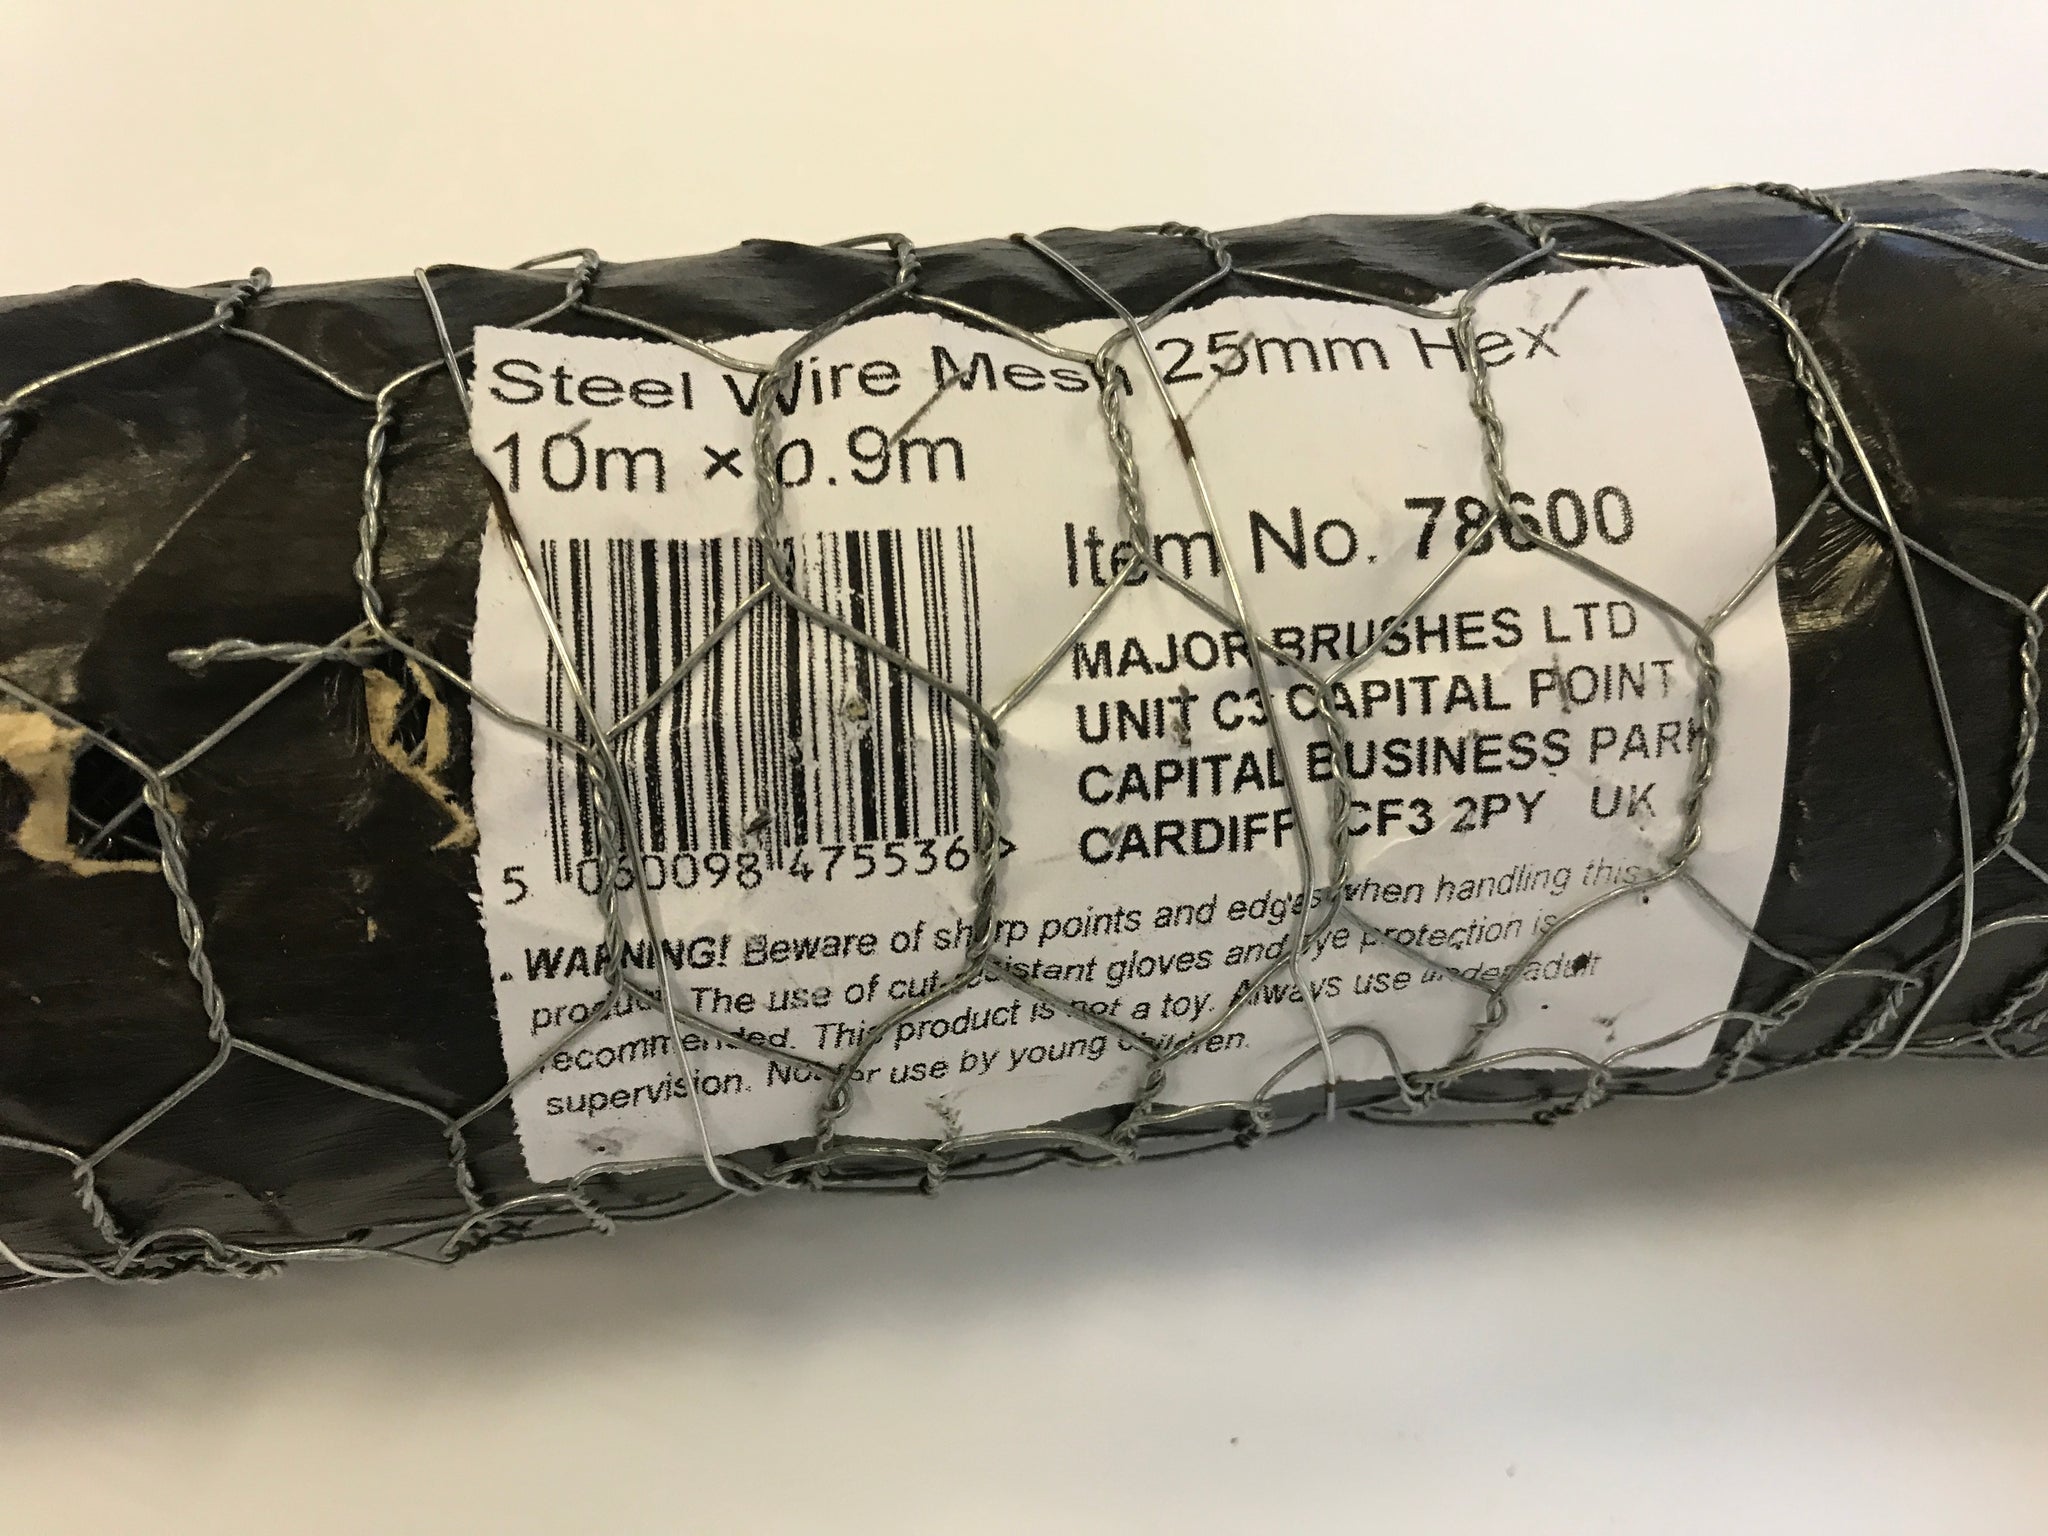 Steel Wire Mesh 25mm Hex
10m × 0.9m
Item No. 78600
MAJOR BRUSHES LTD
UNIT C3 CAPITAL POINT
CAPITAL BUSINESS PARK
CARDIFF CF3 2PY UK
5 060098 475536 >
WARNING! Beware of sharp points and edges when handling this
product. The use of cut-resistant gloves and eye protection is
recommended. This product is not a toy. Always use under adult
supervision. Not for use by young children.